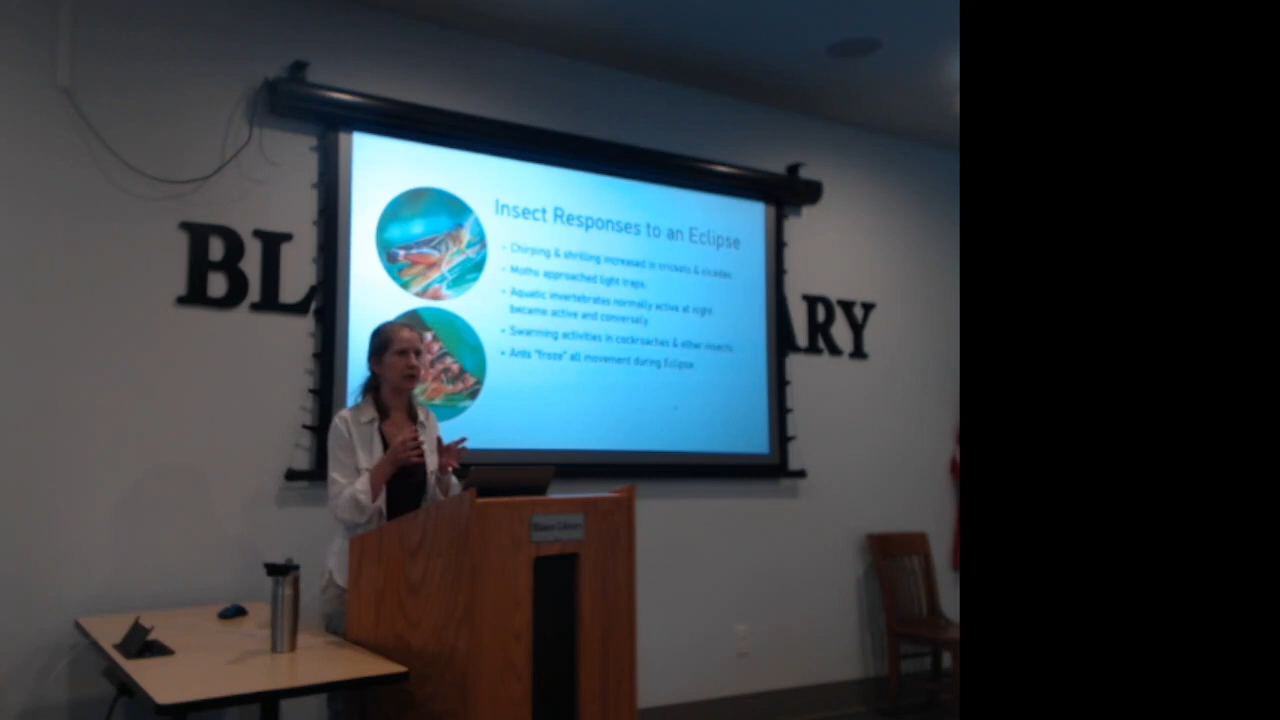 BL
ARY
Insect Responses to an Eclipse
- Chirping & shrilling increased in crickets & cicadas.
- Moths approached light traps.
- Aquatic invertebrates normally active at night
became active and conversely.
- Swarming activities in cockroaches & other insects.
- Ants "froze" all movement during Eclipse.
Library